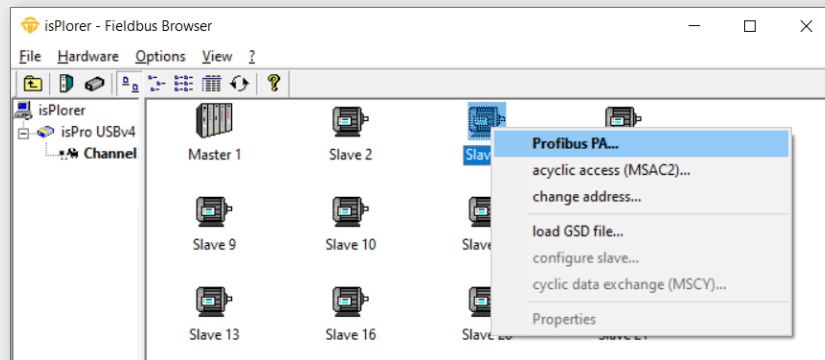 isPlorer - Fieldbus Browser
File Hardware Options View ?
isPlorer
isPro USBv4
Channel
Master 1
Slave 2
Profibus PA...
acyclic access (MSAC2)...
change address...
load GSD file...
configure slave...
cyclic data exchange (MSCY)...
Properties
Slave 9
Slave 10
Slave 13
Slave 16